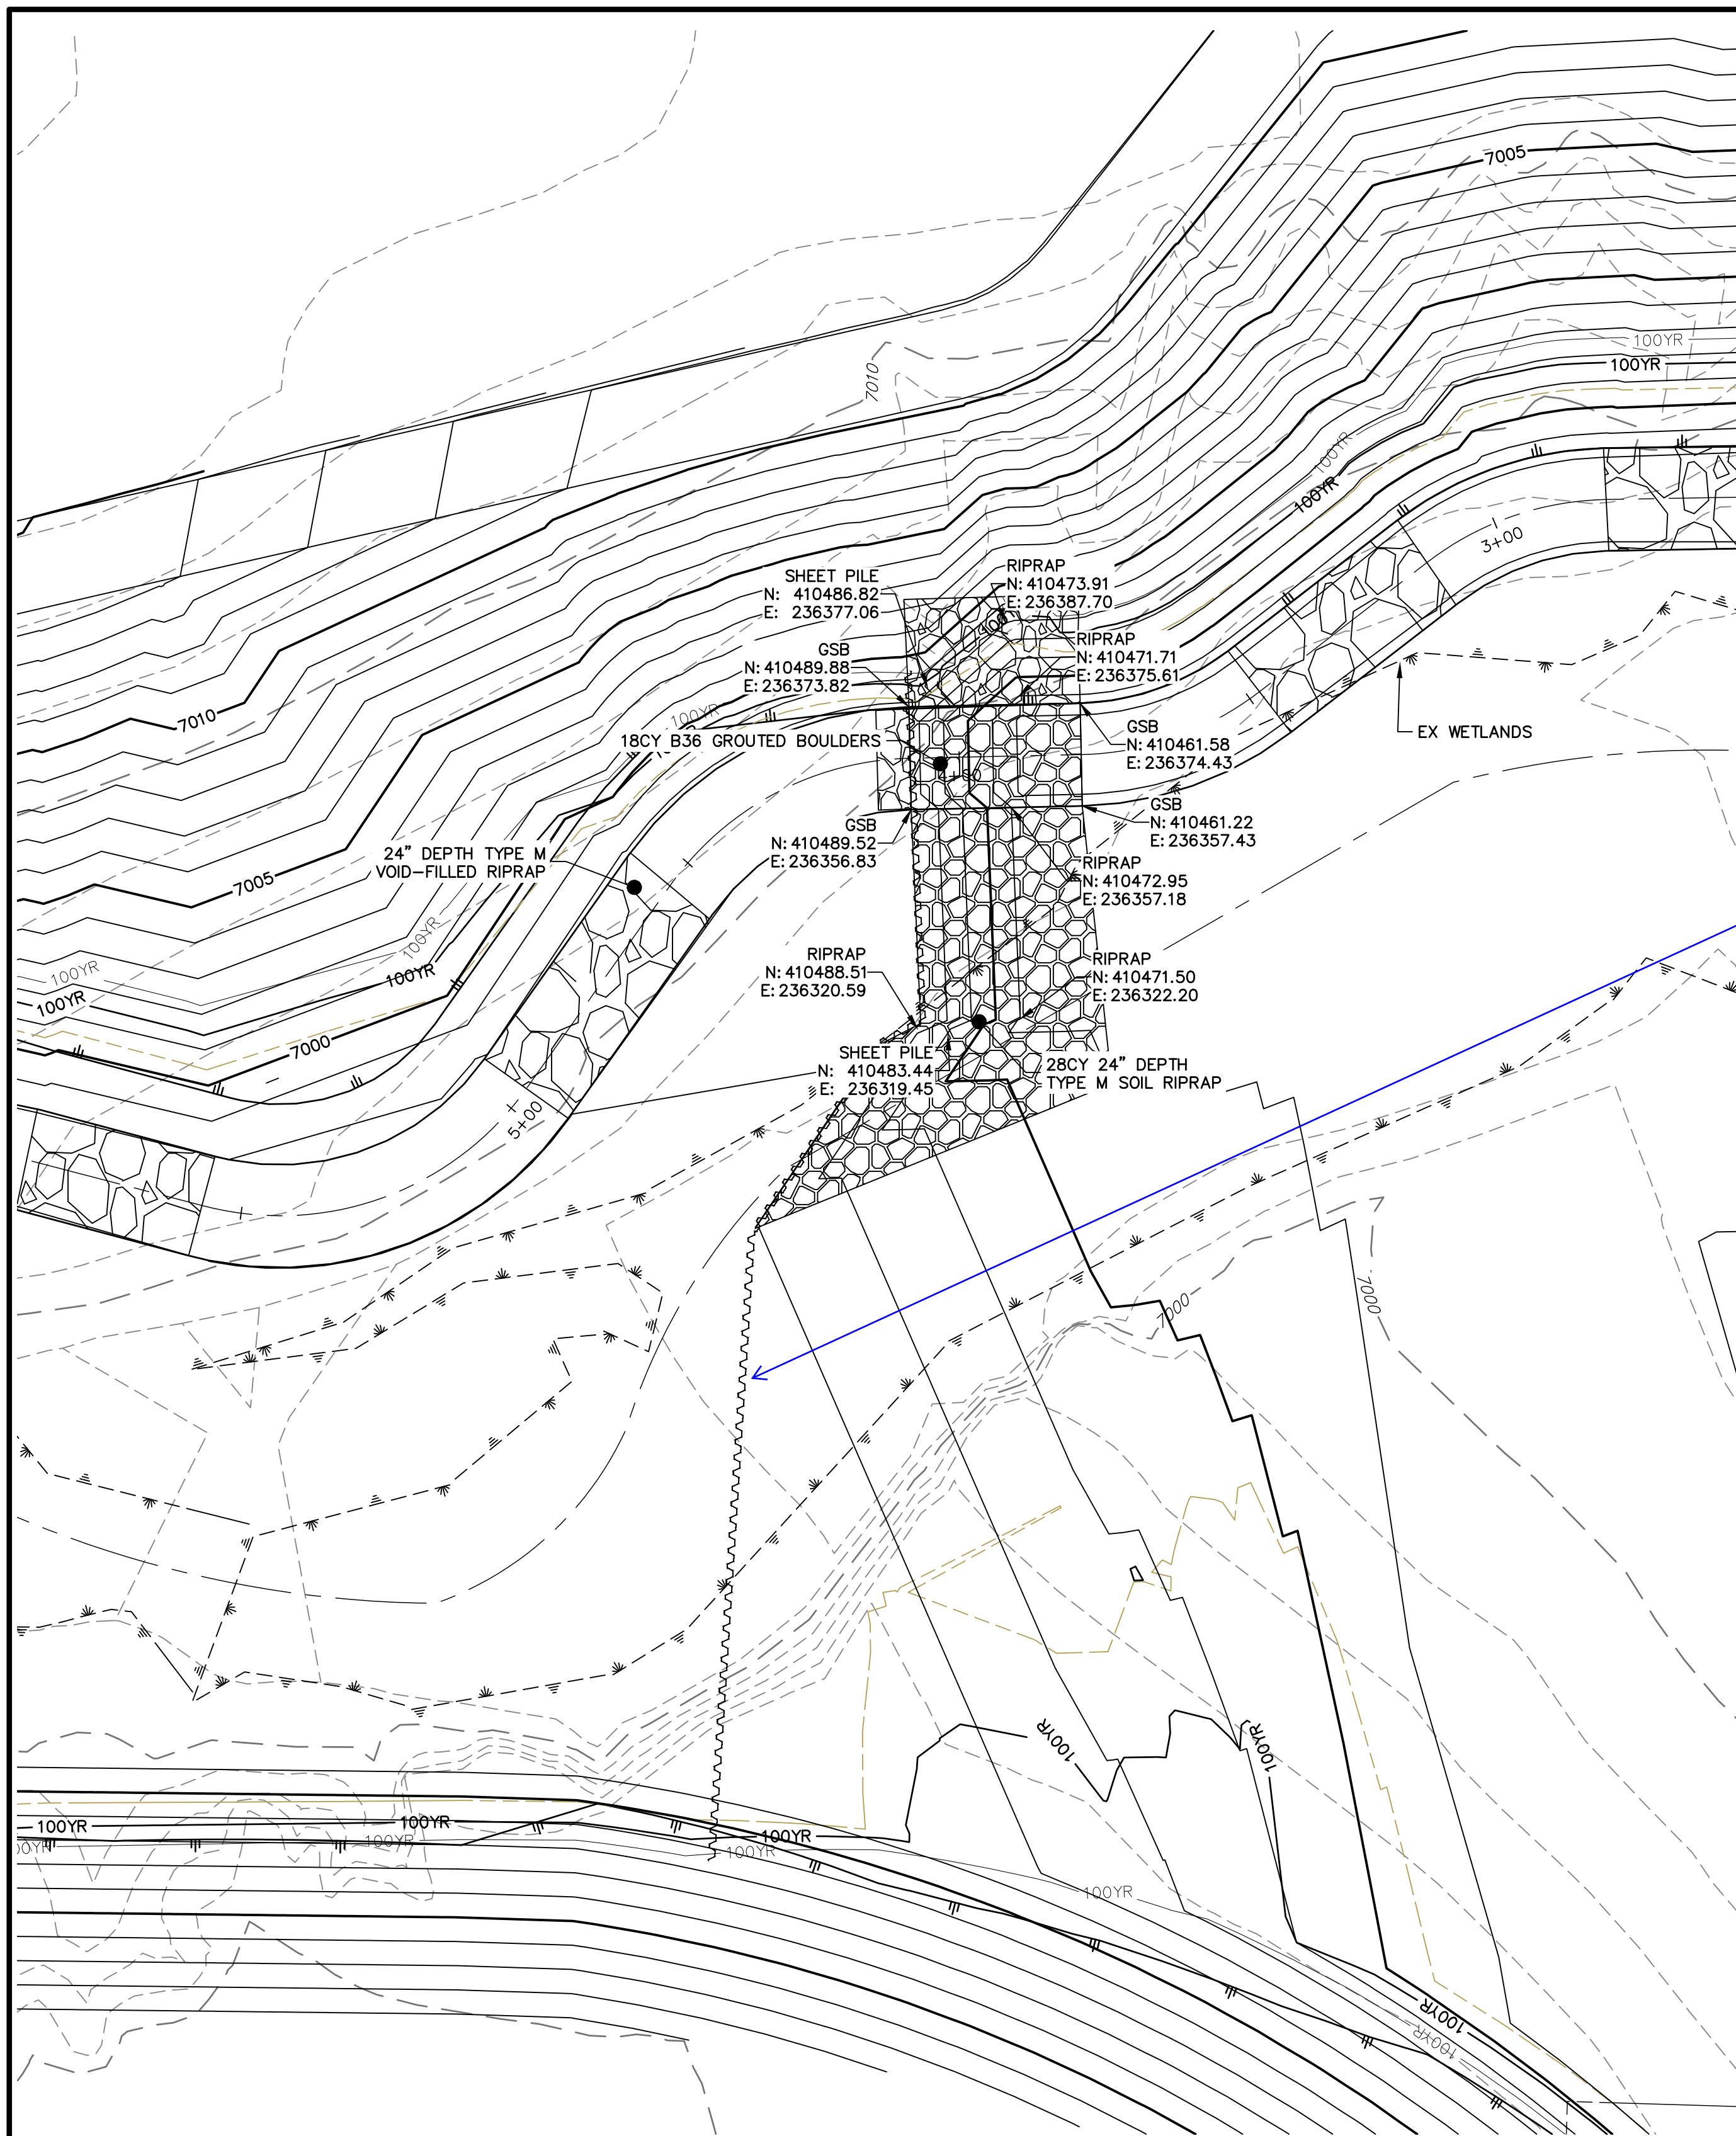 7005
100YR
100YR
7010
100YR
100YR
3+00
SHEET PILE
N: 410486.82
E: 236377.06
RIPRAP
N: 410473.91
E: 236387.70
GSB
N: 410489.88
E: 236373.82
RIPRAP
N: 410471.71
E: 236375.61
7010
100YR
18CY B36 GROUTED BOULDERS
GSB
N: 410461.58
E: 236374.43
EX WETLANDS
GSB
N: 410461.22
E: 236357.43
GSB
N: 410489.52
E: 236356.83
24" DEPTH TYPE M
VOID-FILLED RIPRAP
7005
RIPRAP
N: 410472.95
E: 236357.18
100YR
100YR
100YR
100YR
RIPRAP
N: 410488.51
E: 236320.59
RIPRAP
N: 410471.50
E: 236322.20
7000
SHEET PILE
N: 410483.44
E: 236319.45
28CY 24" DEPTH
TYPE M SOIL RIPRAP
5+00
7000
7000
100YR
100YR
100YR
100YR
100YR
100YR
100YR
100YR
100YR
100YR